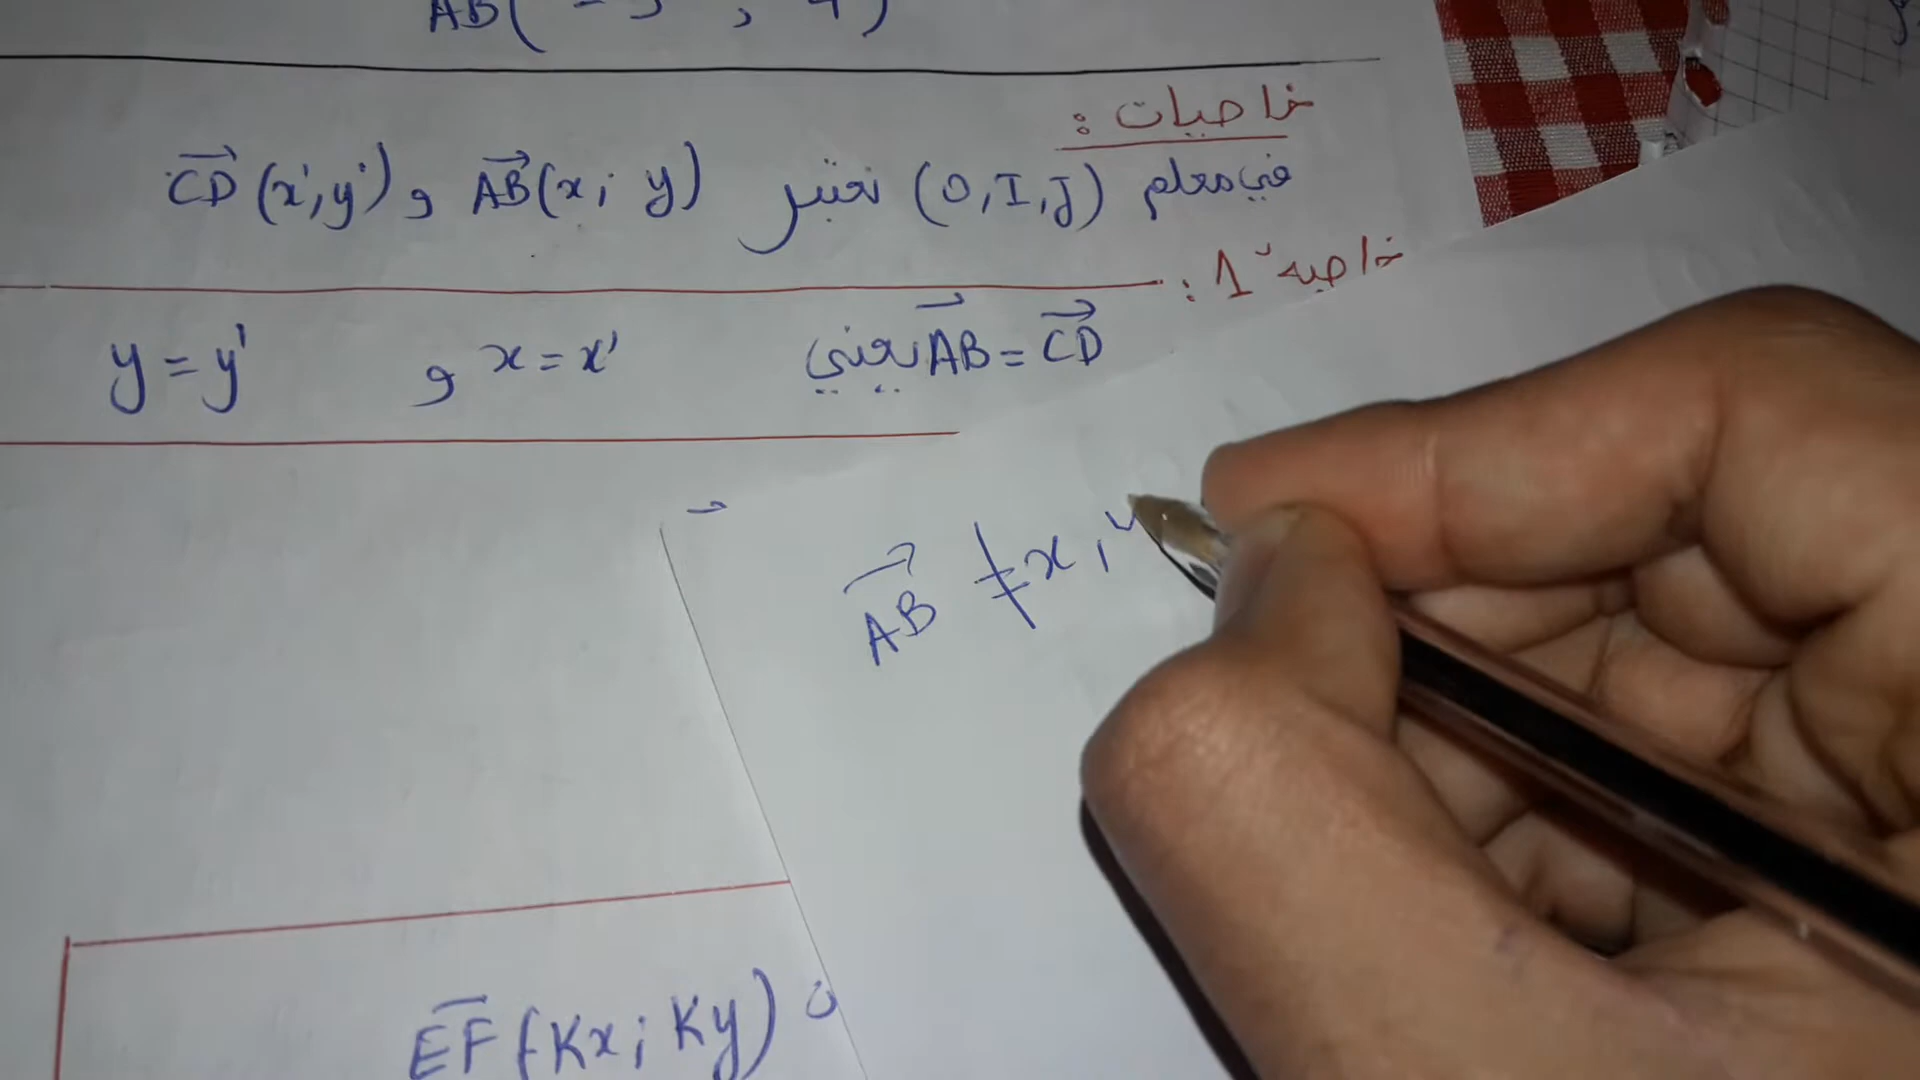 خاصيات :
في معلم (O, I, J) نعتبر AB(x; y) و CD(x', y')
خاصية 1 :
AB = CD يعني x = x' و y = y'
AB (x, y
EF(Kx; Ky)